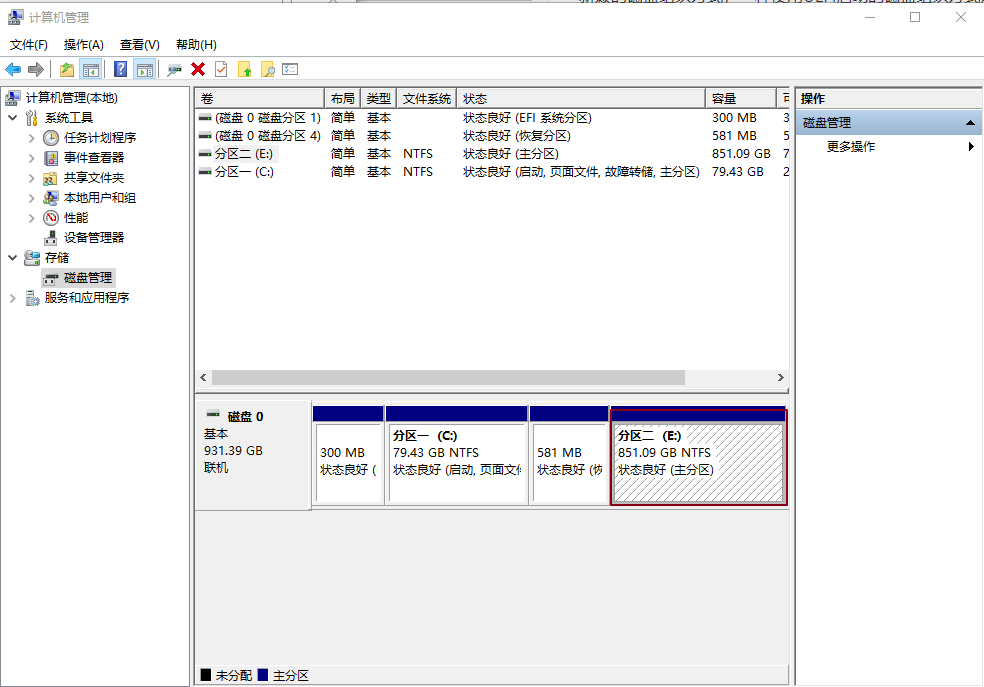 计算机管理
文件(F) 操作(A) 查看(V) 帮助(H)
计算机管理(本地)
系统工具
任务计划程序
事件查看器
共享文件夹
本地用户和组
性能
设备管理器
存储
磁盘管理
服务和应用程序
卷 布局 类型 文件系统 状态 容量
(磁盘 0 磁盘分区 1) 简单 基本 状态良好 (EFI 系统分区) 300 MB 3
(磁盘 0 磁盘分区 4) 简单 基本 状态良好 (恢复分区) 581 MB 5
分区二 (E:) 简单 基本 NTFS 状态良好 (主分区) 851.09 GB 7
分区一 (C:) 简单 基本 NTFS 状态良好 (启动, 页面文件, 故障转储, 主分区) 79.43 GB 2
磁盘 0
基本
931.39 GB
联机
300 MB
状态良好 (
分区一 (C:)
79.43 GB NTFS
状态良好 (启动, 页面文件
581 MB
状态良好 (恢
分区二 (E:)
851.09 GB NTFS
状态良好 (主分区)
未分配 主分区
操作
磁盘管理
更多操作